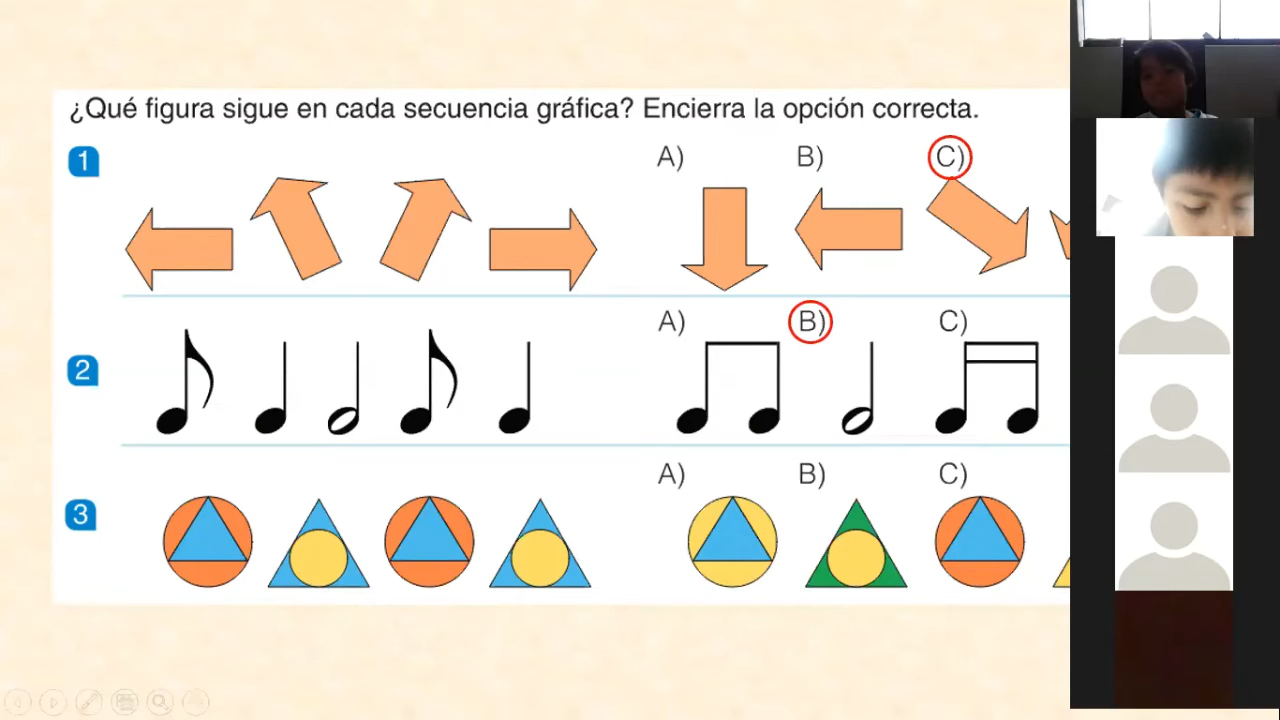 ¿Qué figura sigue en cada secuencia gráfica? Encierra la opción correcta.
1
A) B) C)
2
A) B) C)
3
A) B) C)